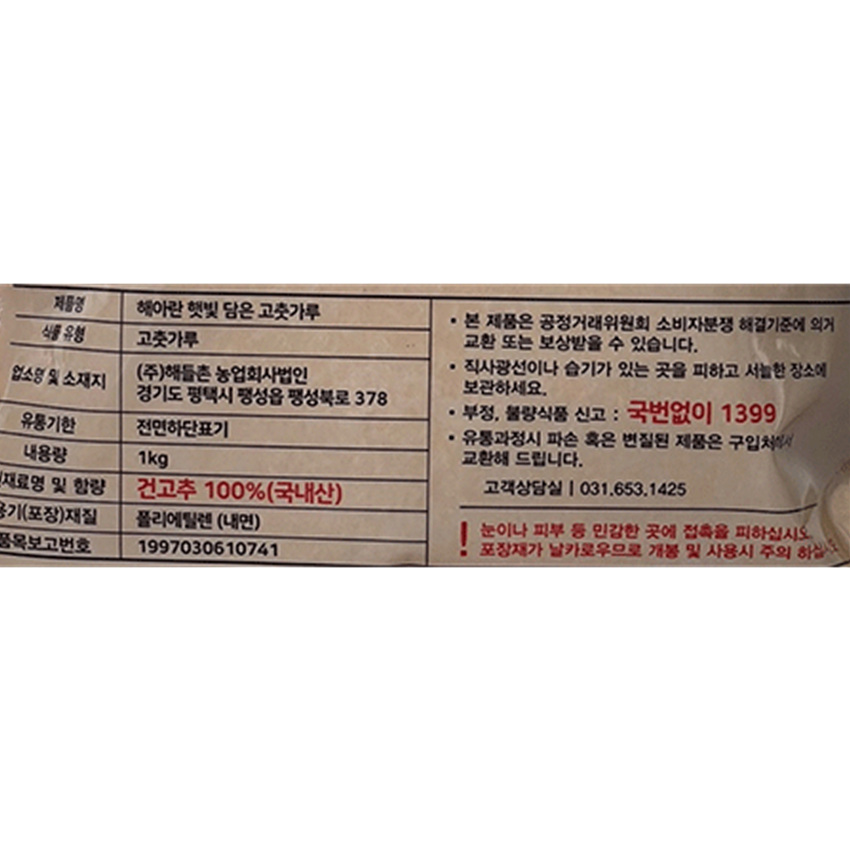 제품명 해아란 햇빛 담은 고춧가루
식품 유형 고춧가루
업소명 및 소재지 (주)해들촌 농업회사법인
경기도 평택시 팽성읍 팽성북로 378
유통기한 전면하단표기
내용량 1kg
재료명 및 함량 건고추 100%(국내산)
용기(포장)재질 폴리에틸렌 (내면)
품목보고번호 1997030610741
• 본 제품은 공정거래위원회 소비자분쟁 해결기준에 의거
교환 또는 보상받을 수 있습니다.
• 직사광선이나 습기가 있는 곳을 피하고 서늘한 장소에
보관하세요.
• 부정, 불량식품 신고 : 국번없이 1399
• 유통과정시 파손 혹은 변질된 제품은 구입처에서
교환해 드립니다.
고객상담실 | 031.653.1425
! 눈이나 피부 등 민감한 곳에 접촉을 피하십시오
포장재가 날카로우므로 개봉 및 사용시 주의